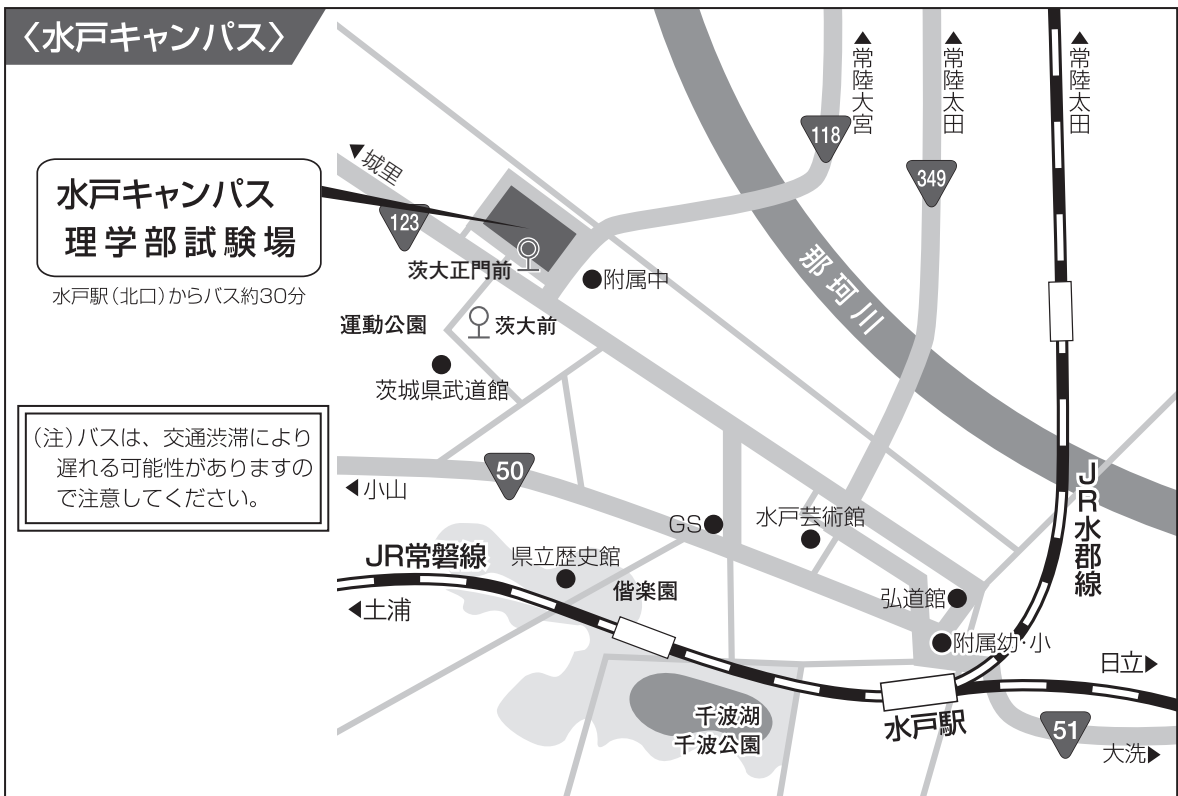 〈水戸キャンパス〉
▲常陸大宮
▲常陸太田
▲常陸太田
118
349
▼城里
123
水戸キャンパス
理学部試験場
水戸駅（北口）からバス約30分
茨大正門前
附属中
那珂川
運動公園
茨大前
茨城県武道館
（注）バスは、交通渋滞により
遅れる可能性がありますの
で注意してください。
50
◀小山
GS
水戸芸術館
JR水郡線
JR常磐線
県立歴史館
偕楽園
◀土浦
弘道館
附属幼・小
日立▶
千波湖
千波公園
水戸駅
51
大洗▶